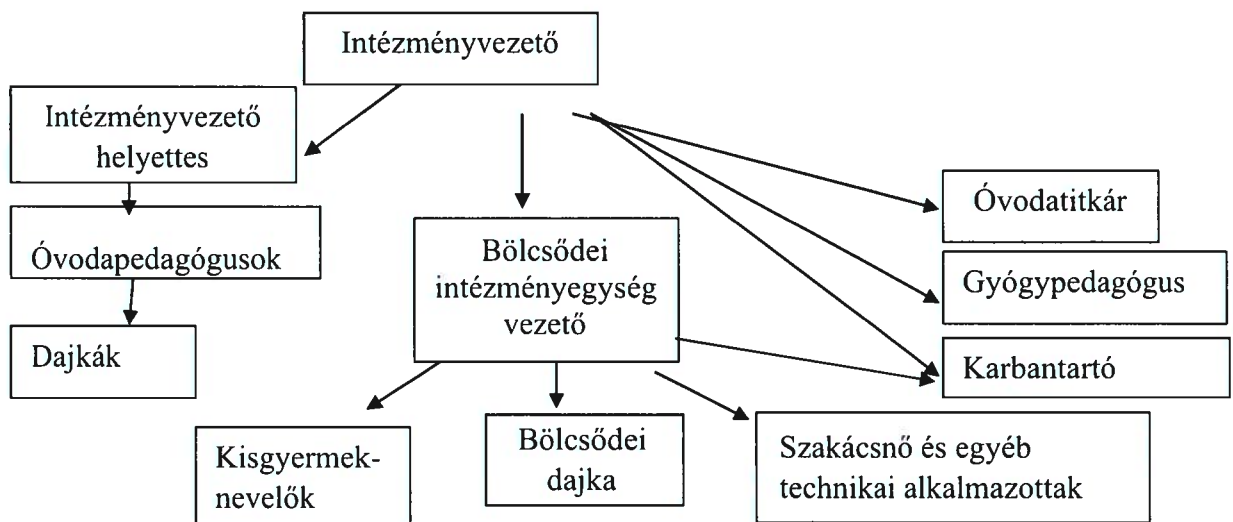 Intézményvezető
Intézményvezető
helyettes
Óvodapedagógusok
Dajkák
Bölcsődei
intézményegység
vezető
Óvodatitkár
Gyógypedagógus
Karbantartó
Kisgyermek-
nevelők
Bölcsődei
dajka
Szakácsnő és egyéb
technikai alkalmazottak